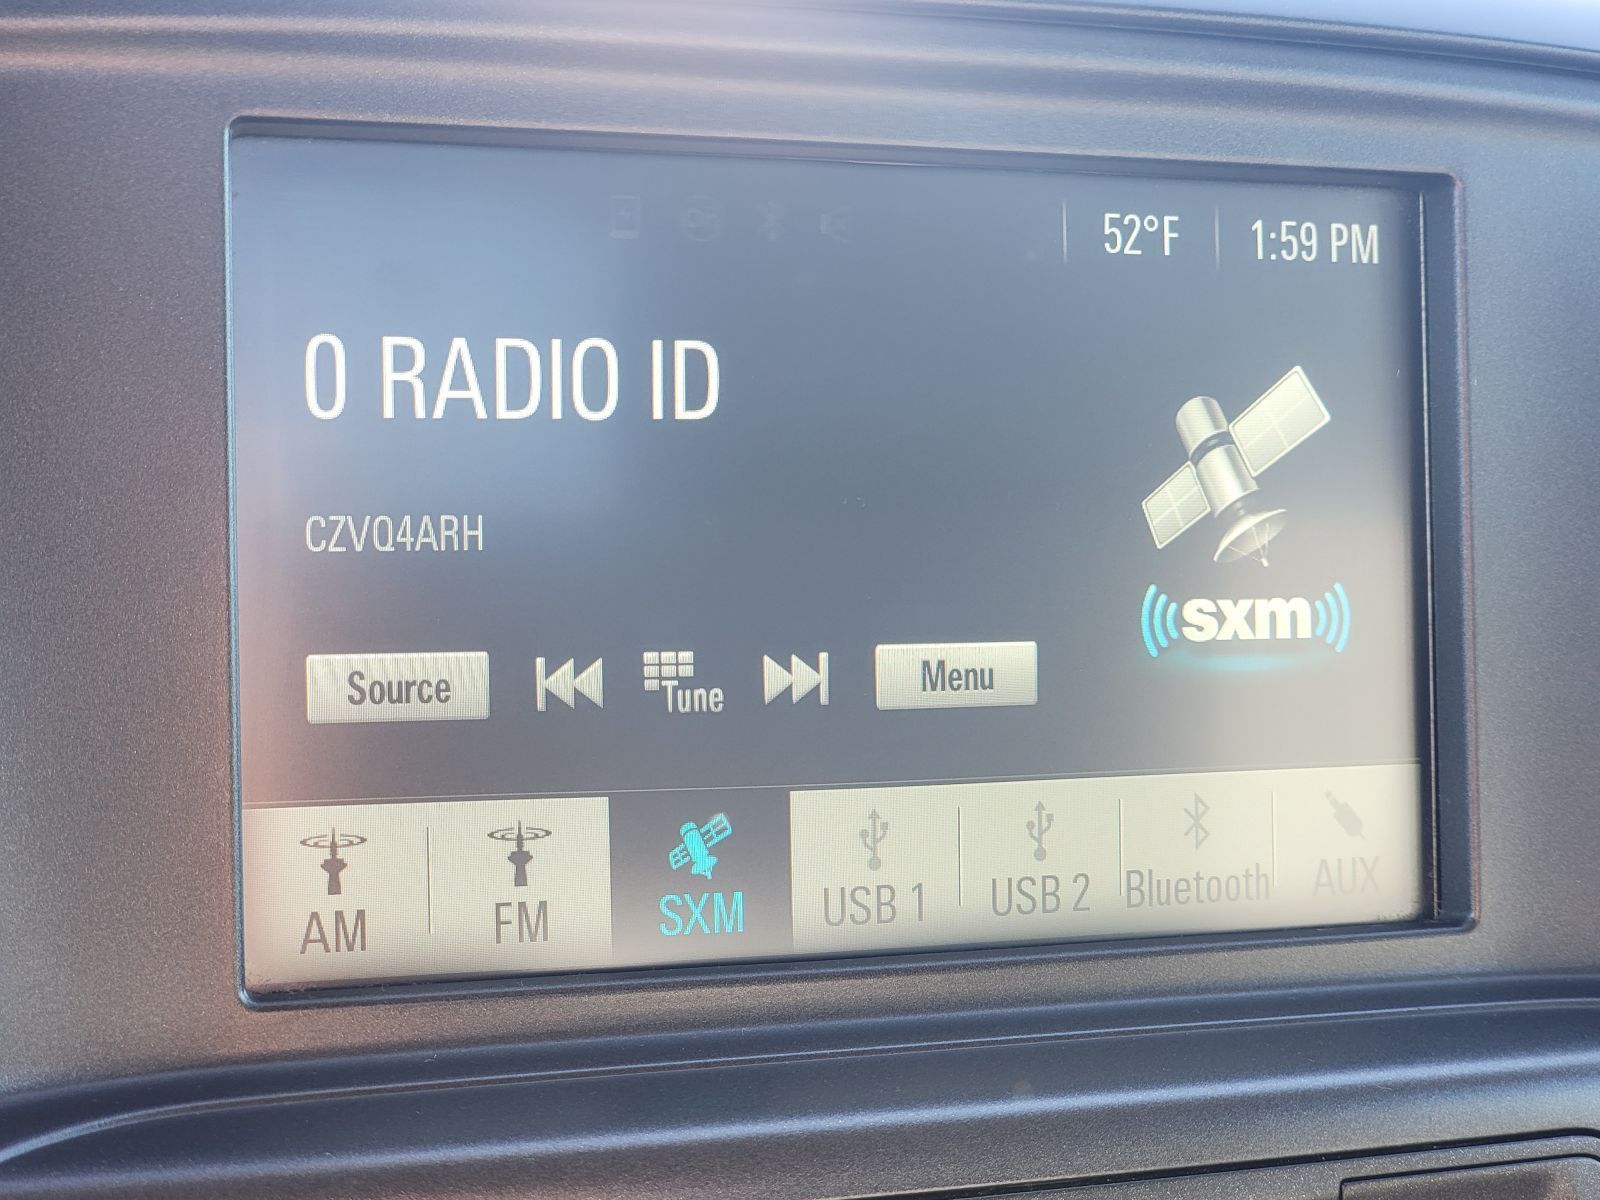 52°F 1:59 PM
0 RADIO ID
CZVQ4ARH
sxm
Source Tune Menu
AM FM SXM USB 1 USB 2 Bluetooth AUX